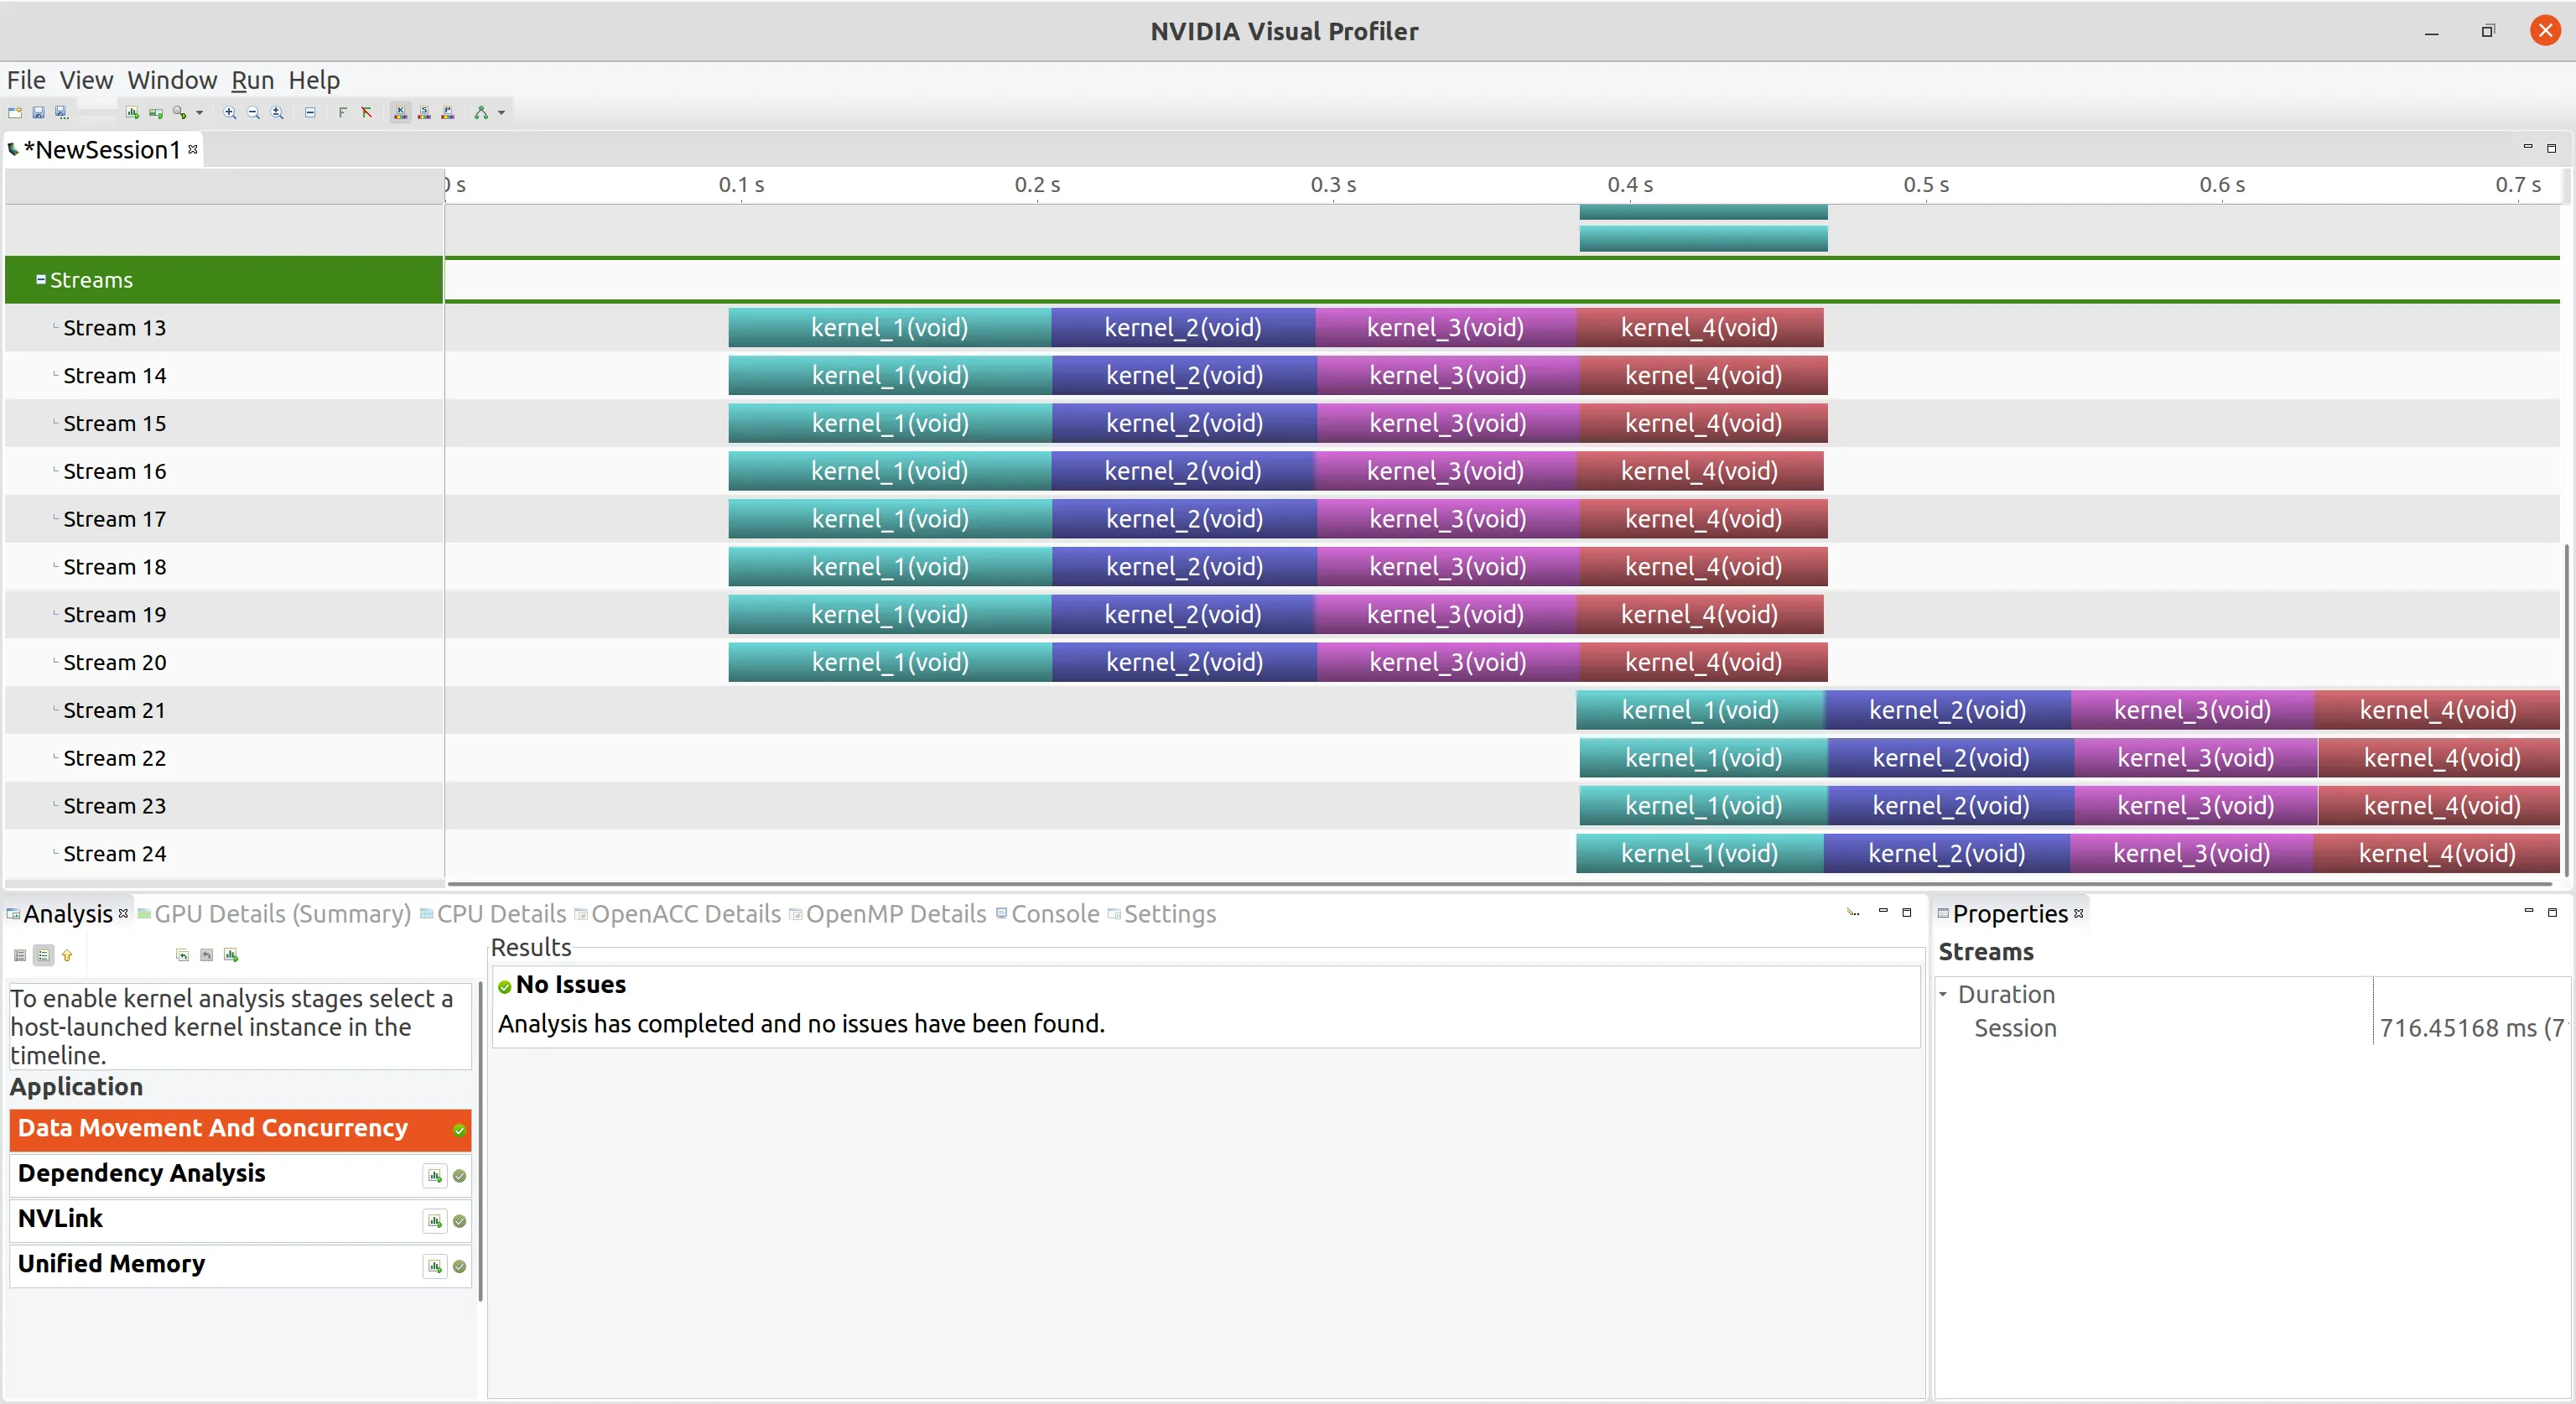 NVIDIA Visual Profiler
File View Window Run Help
*NewSession1
0 s 0.1 s 0.2 s 0.3 s 0.4 s 0.5 s 0.6 s 0.7 s
Streams
Stream 13 kernel_1(void) kernel_2(void) kernel_3(void) kernel_4(void)
Stream 14 kernel_1(void) kernel_2(void) kernel_3(void) kernel_4(void)
Stream 15 kernel_1(void) kernel_2(void) kernel_3(void) kernel_4(void)
Stream 16 kernel_1(void) kernel_2(void) kernel_3(void) kernel_4(void)
Stream 17 kernel_1(void) kernel_2(void) kernel_3(void) kernel_4(void)
Stream 18 kernel_1(void) kernel_2(void) kernel_3(void) kernel_4(void)
Stream 19 kernel_1(void) kernel_2(void) kernel_3(void) kernel_4(void)
Stream 20 kernel_1(void) kernel_2(void) kernel_3(void) kernel_4(void)
Stream 21 kernel_1(void) kernel_2(void) kernel_3(void) kernel_4(void)
Stream 22 kernel_1(void) kernel_2(void) kernel_3(void) kernel_4(void)
Stream 23 kernel_1(void) kernel_2(void) kernel_3(void) kernel_4(void)
Stream 24 kernel_1(void) kernel_2(void) kernel_3(void) kernel_4(void)
Analysis GPU Details (Summary) CPU Details OpenACC Details OpenMP Details Console Settings
To enable kernel analysis stages select a
host-launched kernel instance in the
timeline.
Application
Data Movement And Concurrency
Dependency Analysis
NVLink
Unified Memory
Results
No Issues
Analysis has completed and no issues have been found.
Properties
Streams
Duration
Session 716.45168 ms (7